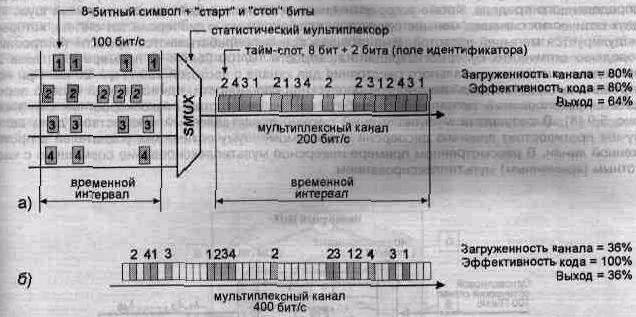 8-битный символ + "старт" и "стоп" биты
статистический мультиплексор
100 бит/с
тайм-слот, 8 бит + 2 бита (поле идентификатора)
1 1 1 1
2 2 2 2 2
3 3 3 3
4 4 4
SMUX
2 4 3 1 2 1 3 4 2 2 3 1 2 4 3 1
Загруженность канала = 80%
Эффективность кода = 80%
Выход = 64%
мультиплексный канал
200 бит/с
временной
интервал
временной
интервал
а)
2 41 3 1234 2 23 12 4 3 1
Загруженность канала = 36%
Эффективность кода = 100%
Выход = 36%
б)
мультиплексный канал
400 бит/с